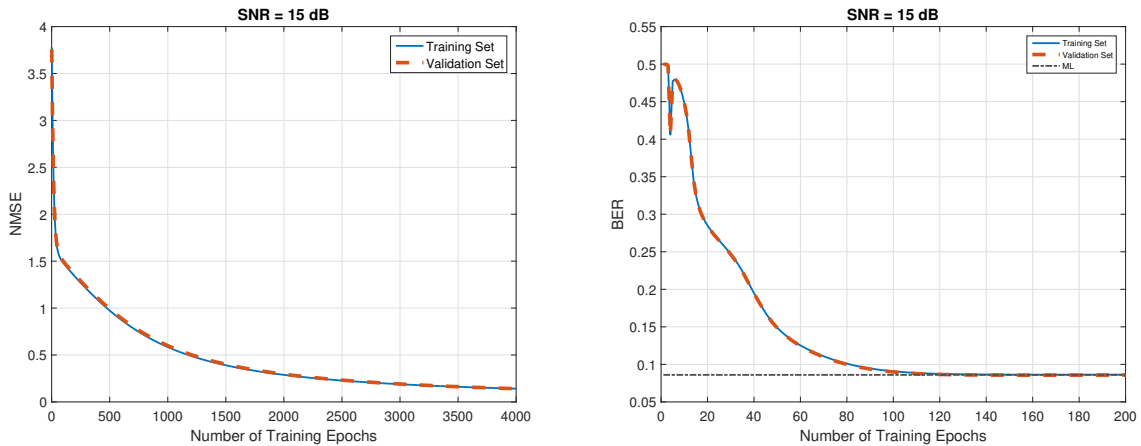 SNR = 15 dB
4
3.5
3
2.5
2
1.5
1
0.5
0
NMSE
Training Set
Validation Set
0 500 1000 1500 2000 2500 3000 3500 4000
Number of Training Epochs
SNR = 15 dB
0.55
0.5
0.45
0.4
0.35
0.3
0.25
0.2
0.15
0.1
0.05
BER
Training Set
Validation Set
ML
0 20 40 60 80 100 120 140 160 180 200
Number of Training Epochs